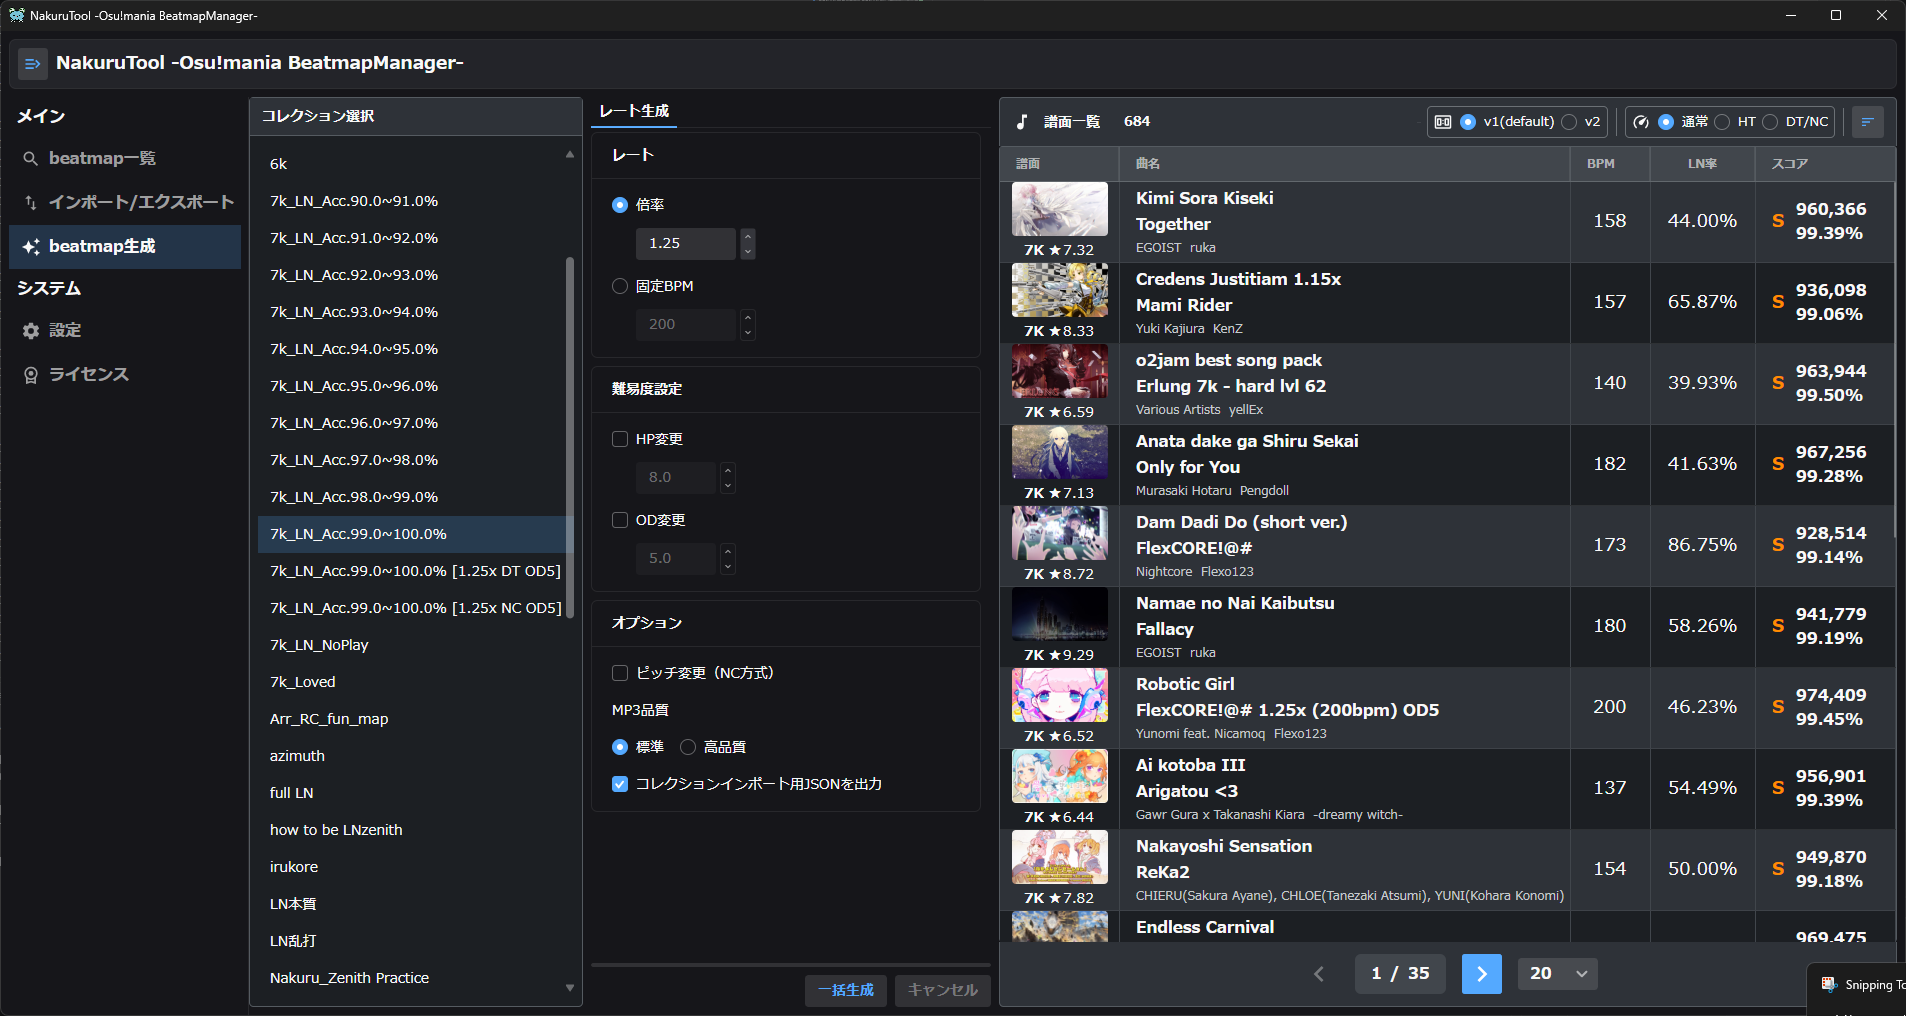 NakuruTool -Osu!mania BeatmapManager-
NakuruTool -Osu!mania BeatmapManager-
メイン
beatmap一覧
インポート/エクスポート
beatmap生成
システム
設定
ライセンス
コレクション選択
6k
7k_LN_Acc.90.0~91.0%
7k_LN_Acc.91.0~92.0%
7k_LN_Acc.92.0~93.0%
7k_LN_Acc.93.0~94.0%
7k_LN_Acc.94.0~95.0%
7k_LN_Acc.95.0~96.0%
7k_LN_Acc.96.0~97.0%
7k_LN_Acc.97.0~98.0%
7k_LN_Acc.98.0~99.0%
7k_LN_Acc.99.0~100.0%
7k_LN_Acc.99.0~100.0% [1.25x DT OD5]
7k_LN_Acc.99.0~100.0% [1.25x NC OD5]
7k_LN_NoPlay
7k_Loved
Arr_RC_fun_map
azimuth
full LN
how to be LNzenith
irukore
LN本質
LN乱打
Nakuru_Zenith Practice
レート生成
レート
倍率
1.25
固定BPM
200
難易度設定
HP変更
8.0
OD変更
5.0
オプション
ピッチ変更（NC方式）
MP3品質
標準 高品質
コレクションインポート用JSONを出力
一括生成 キャンセル
譜面一覧 684 v1(default) v2 通常 HT DT/NC
譜面 曲名 BPM LN率 スコア
Kimi Sora Kiseki
Together
EGOIST ruka
7K ★7.32
158 44.00% S 960,366
99.39%
Credens Justitiam 1.15x
Mami Rider
Yuki Kajiura KenZ
7K ★8.33
157 65.87% S 936,098
99.06%
o2jam best song pack
Erlung 7k - hard lvl 62
Various Artists yellEx
7K ★6.59
140 39.93% S 963,944
99.50%
Anata dake ga Shiru Sekai
Only for You
Murasaki Hotaru Pengdoll
7K ★7.13
182 41.63% S 967,256
99.28%
Dam Dadi Do (short ver.)
FlexCORE!@#
Nightcore Flexo123
7K ★8.72
173 86.75% S 928,514
99.14%
Namae no Nai Kaibutsu
Fallacy
EGOIST ruka
7K ★9.29
180 58.26% S 941,779
99.19%
Robotic Girl
FlexCORE!@# 1.25x (200bpm) OD5
Yunomi feat. Nicamoq Flexo123
7K ★6.52
200 46.23% S 974,409
99.45%
Ai kotoba III
Arigatou <3
Gawr Gura x Takanashi Kiara -dreamy witch-
7K ★6.44
137 54.49% S 956,901
99.39%
Nakayoshi Sensation
ReKa2
CHIERU(Sakura Ayane), CHLOE(Tanezaki Atsumi), YUNI(Kohara Konomi)
7K ★7.82
154 50.00% S 949,870
99.18%
Endless Carnival
969,475
1 / 35 20
Snipping To